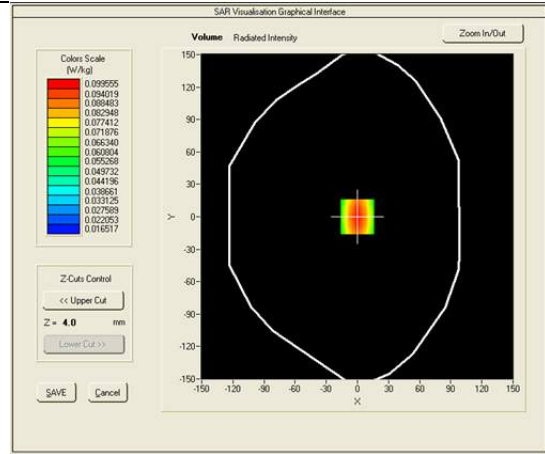 SAR Visualisation Graphical Interface
Volume Radiated Intensity
Zoom In/Out
Colors Scale
(W/kg)
0.099555
0.094019
0.088483
0.082948
0.077412
0.071876
0.066340
0.060804
0.055268
0.049732
0.044196
0.038661
0.033125
0.027589
0.022053
0.016517
Z-Cuts Control
<< Upper Cut
Z = 4.0 mm
Lower Cut >>
SAVE Cancel
150
120
90
60
30
0
-30
-60
-90
-120
-150
Y
-150 -120 -90 -60 -30 0 30 60 90 120 150
X